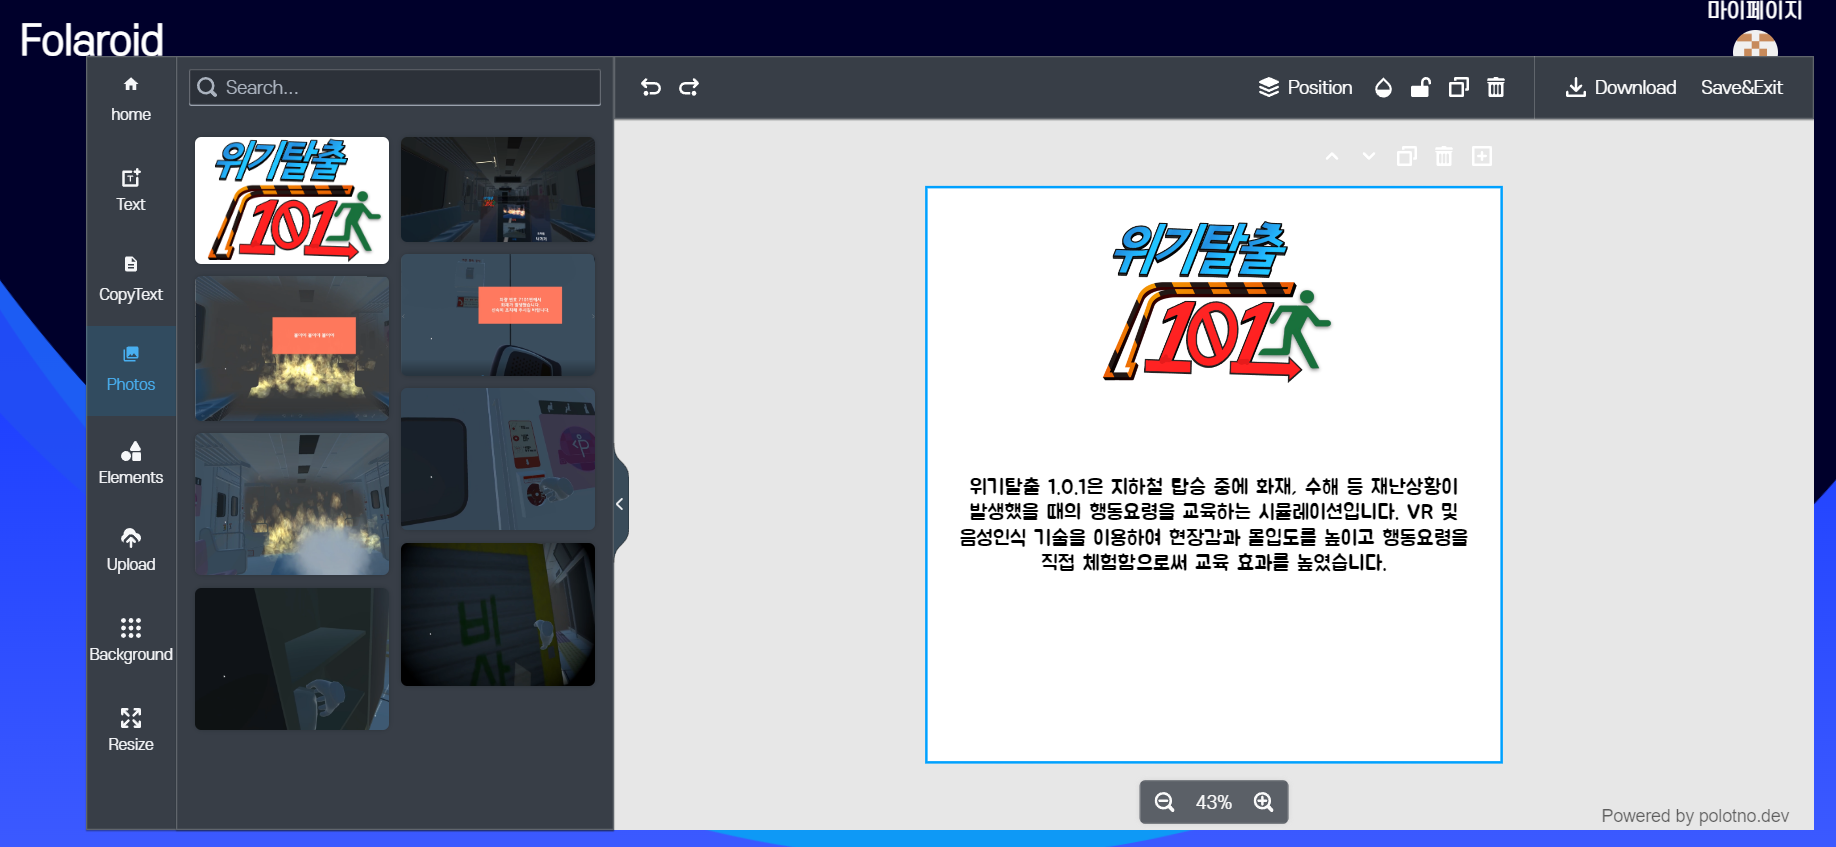 마이페이지
Folaroid
home
Text
CopyText
Photos
Elements
Upload
Background
Resize
Search...
위기탈출
101
비상
Position
Download
Save&Exit
위기탈출
101
위기탈출 1.0.1은 지하철 탑승 중에 화재, 수해 등 재난상황이
발생했을 때의 행동요령을 교육하는 시뮬레이션입니다. VR 및
음성인식 기술을 이용하여 현장감과 몰입도를 높이고 행동요령을
직접 체험함으로써 교육 효과를 높였습니다.
43%
Powered by polotno.dev